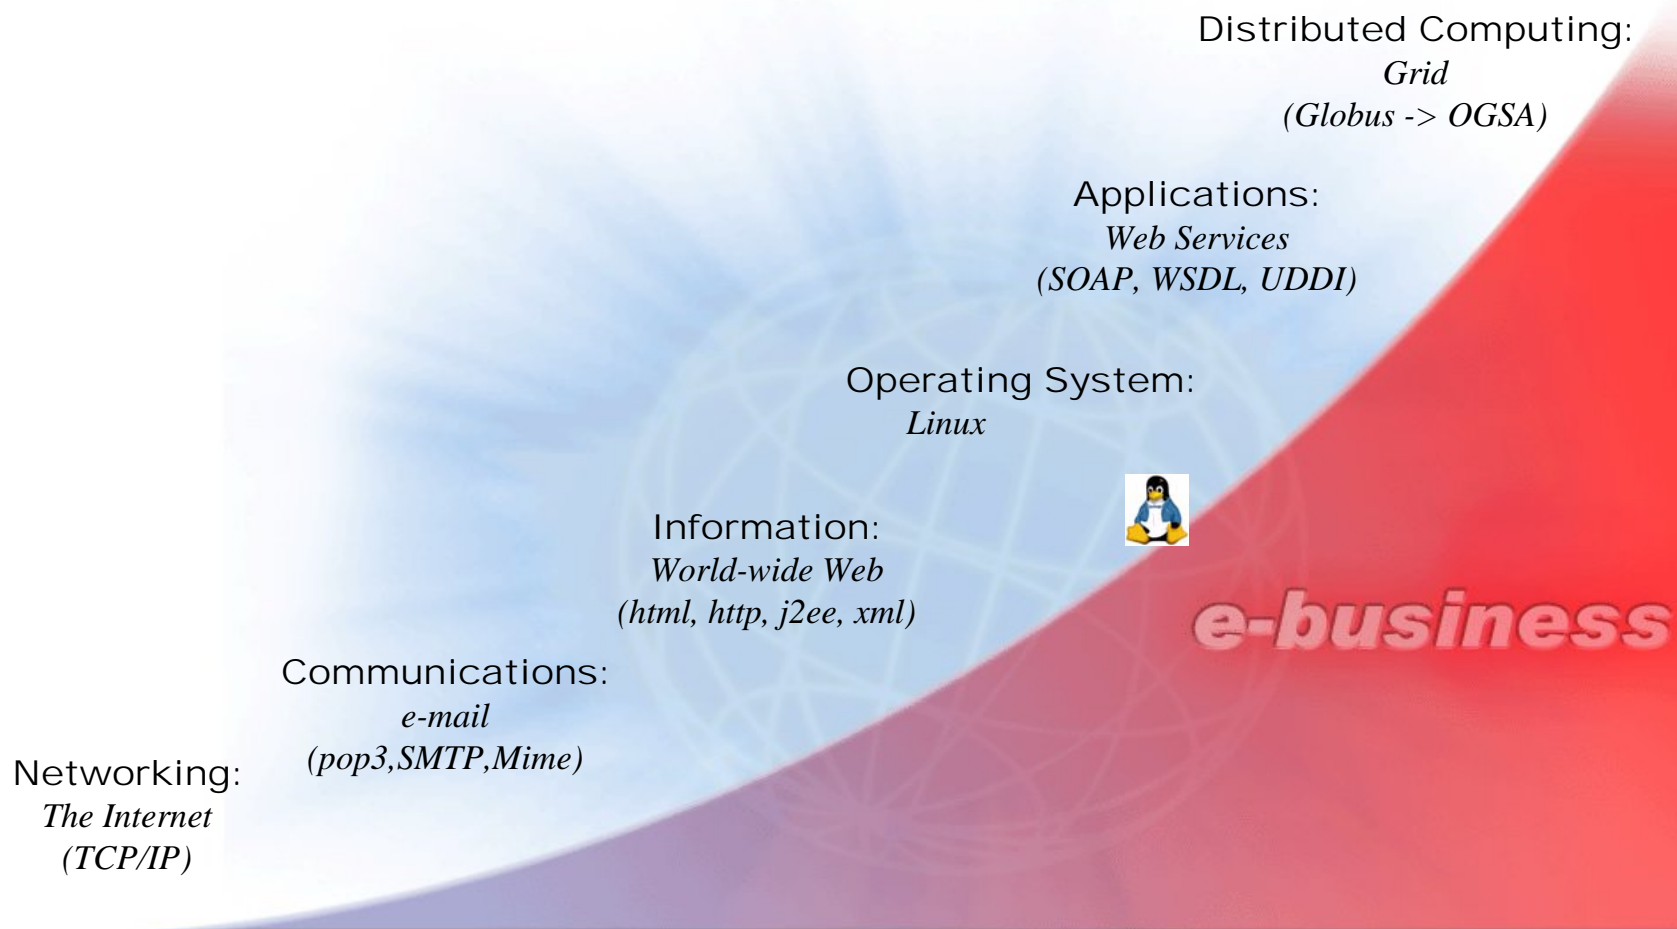 Distributed Computing:
Grid
(Globus -> OGSA)
Applications:
Web Services
(SOAP, WSDL, UDDI)
Operating System:
Linux
Information:
World-wide Web
(html, http, j2ee, xml)
e-business
Communications:
e-mail
(pop3,SMTP,Mime)
Networking:
The Internet
(TCP/IP)